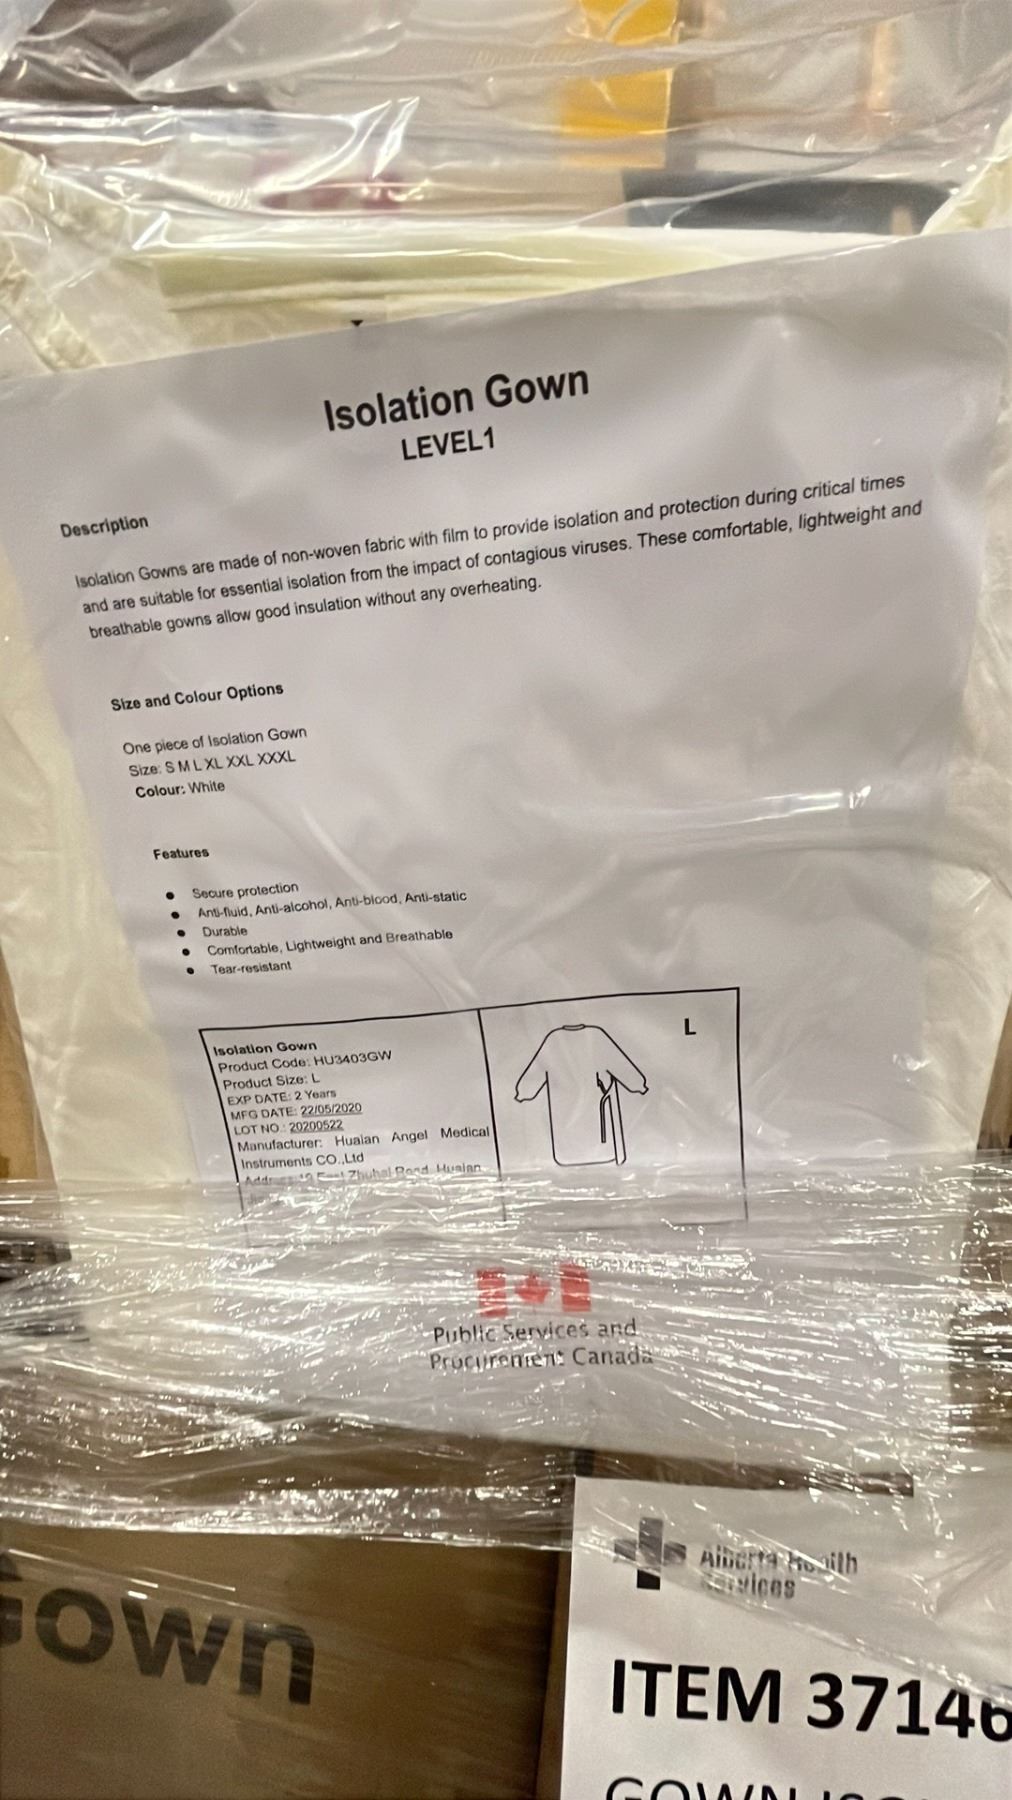 Isolation Gown
LEVEL1
Description
Isolation Gowns are made of non-woven fabric with film to provide isolation and protection during critical times
and are suitable for essential isolation from the impact of contagious viruses. These comfortable, lightweight and
breathable gowns allow good insulation without any overheating.
Size and Colour Options
One piece of Isolation Gown
Size: S M L XL XXL XXXL
Colour: White
Features
● Secure protection
● Anti-fluid, Anti-alcohol, Anti-blood, Anti-static
● Durable
● Comfortable, Lightweight and Breathable
● Tear-resistant
Isolation Gown
Product Code: HU3403GW
Product Size: L
EXP DATE: 2 Years
MFG DATE: 22/05/2020
LOT NO.: 20200522
Manufacturer: Huaian Angel Medical
Instruments CO.,Ltd
East Zhuhai Road, Huaian
L
Public Services and
Procurement Canada
Gown
Alberta Health
Services
ITEM 37146
GOWN